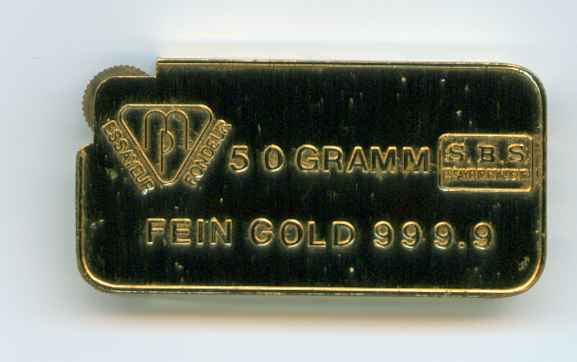 ESSAYEUR
FONDEUR
50 GRAMM
S.B.S
FEIN GOLD 999.9